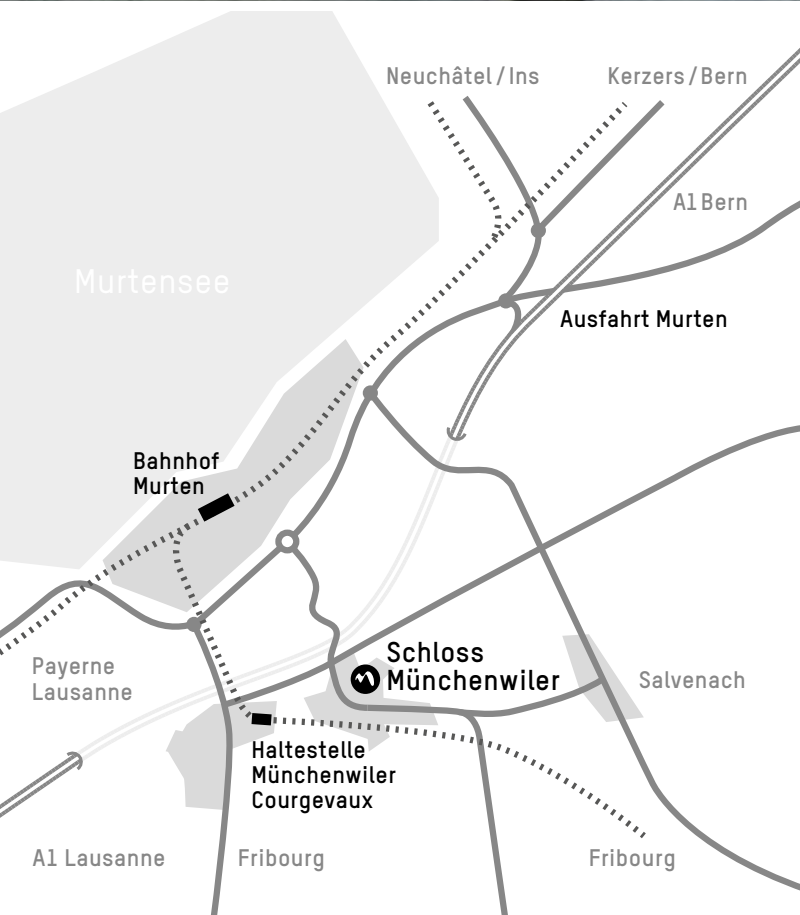 Neuchâtel / Ins
Kerzers / Bern
A1 Bern
Murtensee
Ausfahrt Murten
Bahnhof
Murten
Schloss
Münchenwiler
Payerne
Lausanne
Salvenach
Haltestelle
Münchenwiler
Courgevaux
A1 Lausanne
Fribourg
Fribourg